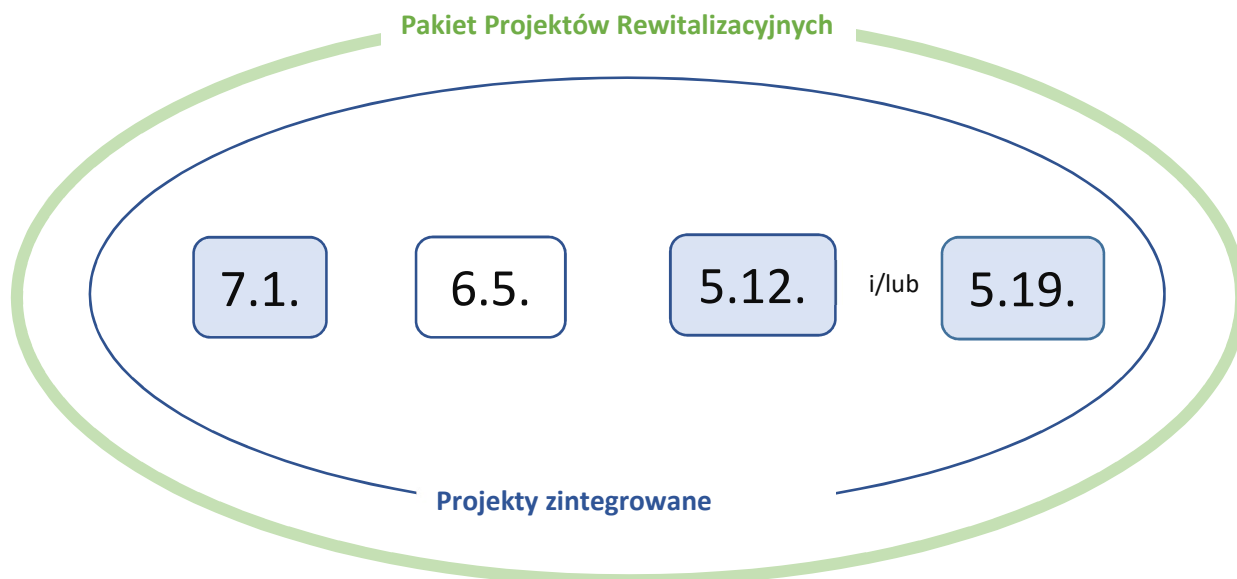 Pakiet Projektów Rewitalizacyjnych
7.1. 6.5. 5.12. i/lub 5.19.
Projekty zintegrowane